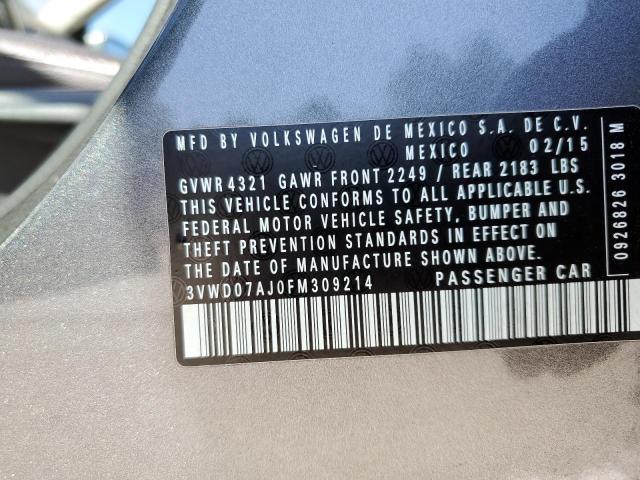 MFD BY VOLKSWAGEN DE MEXICO S.A. DE C.V.
MEXICO 02/15
GVWR 4321 GAWR FRONT 2249 / REAR 2183 LBS
THIS VEHICLE CONFORMS TO ALL APPLICABLE U.S.
FEDERAL MOTOR VEHICLE SAFETY, BUMPER AND
THEFT PREVENTION STANDARDS IN EFFECT ON
THE DATE OF MANUFACTURE SHOWN ABOVE.
3VWD07AJ0FM309214 PASSENGER CAR
0926826 3018 M